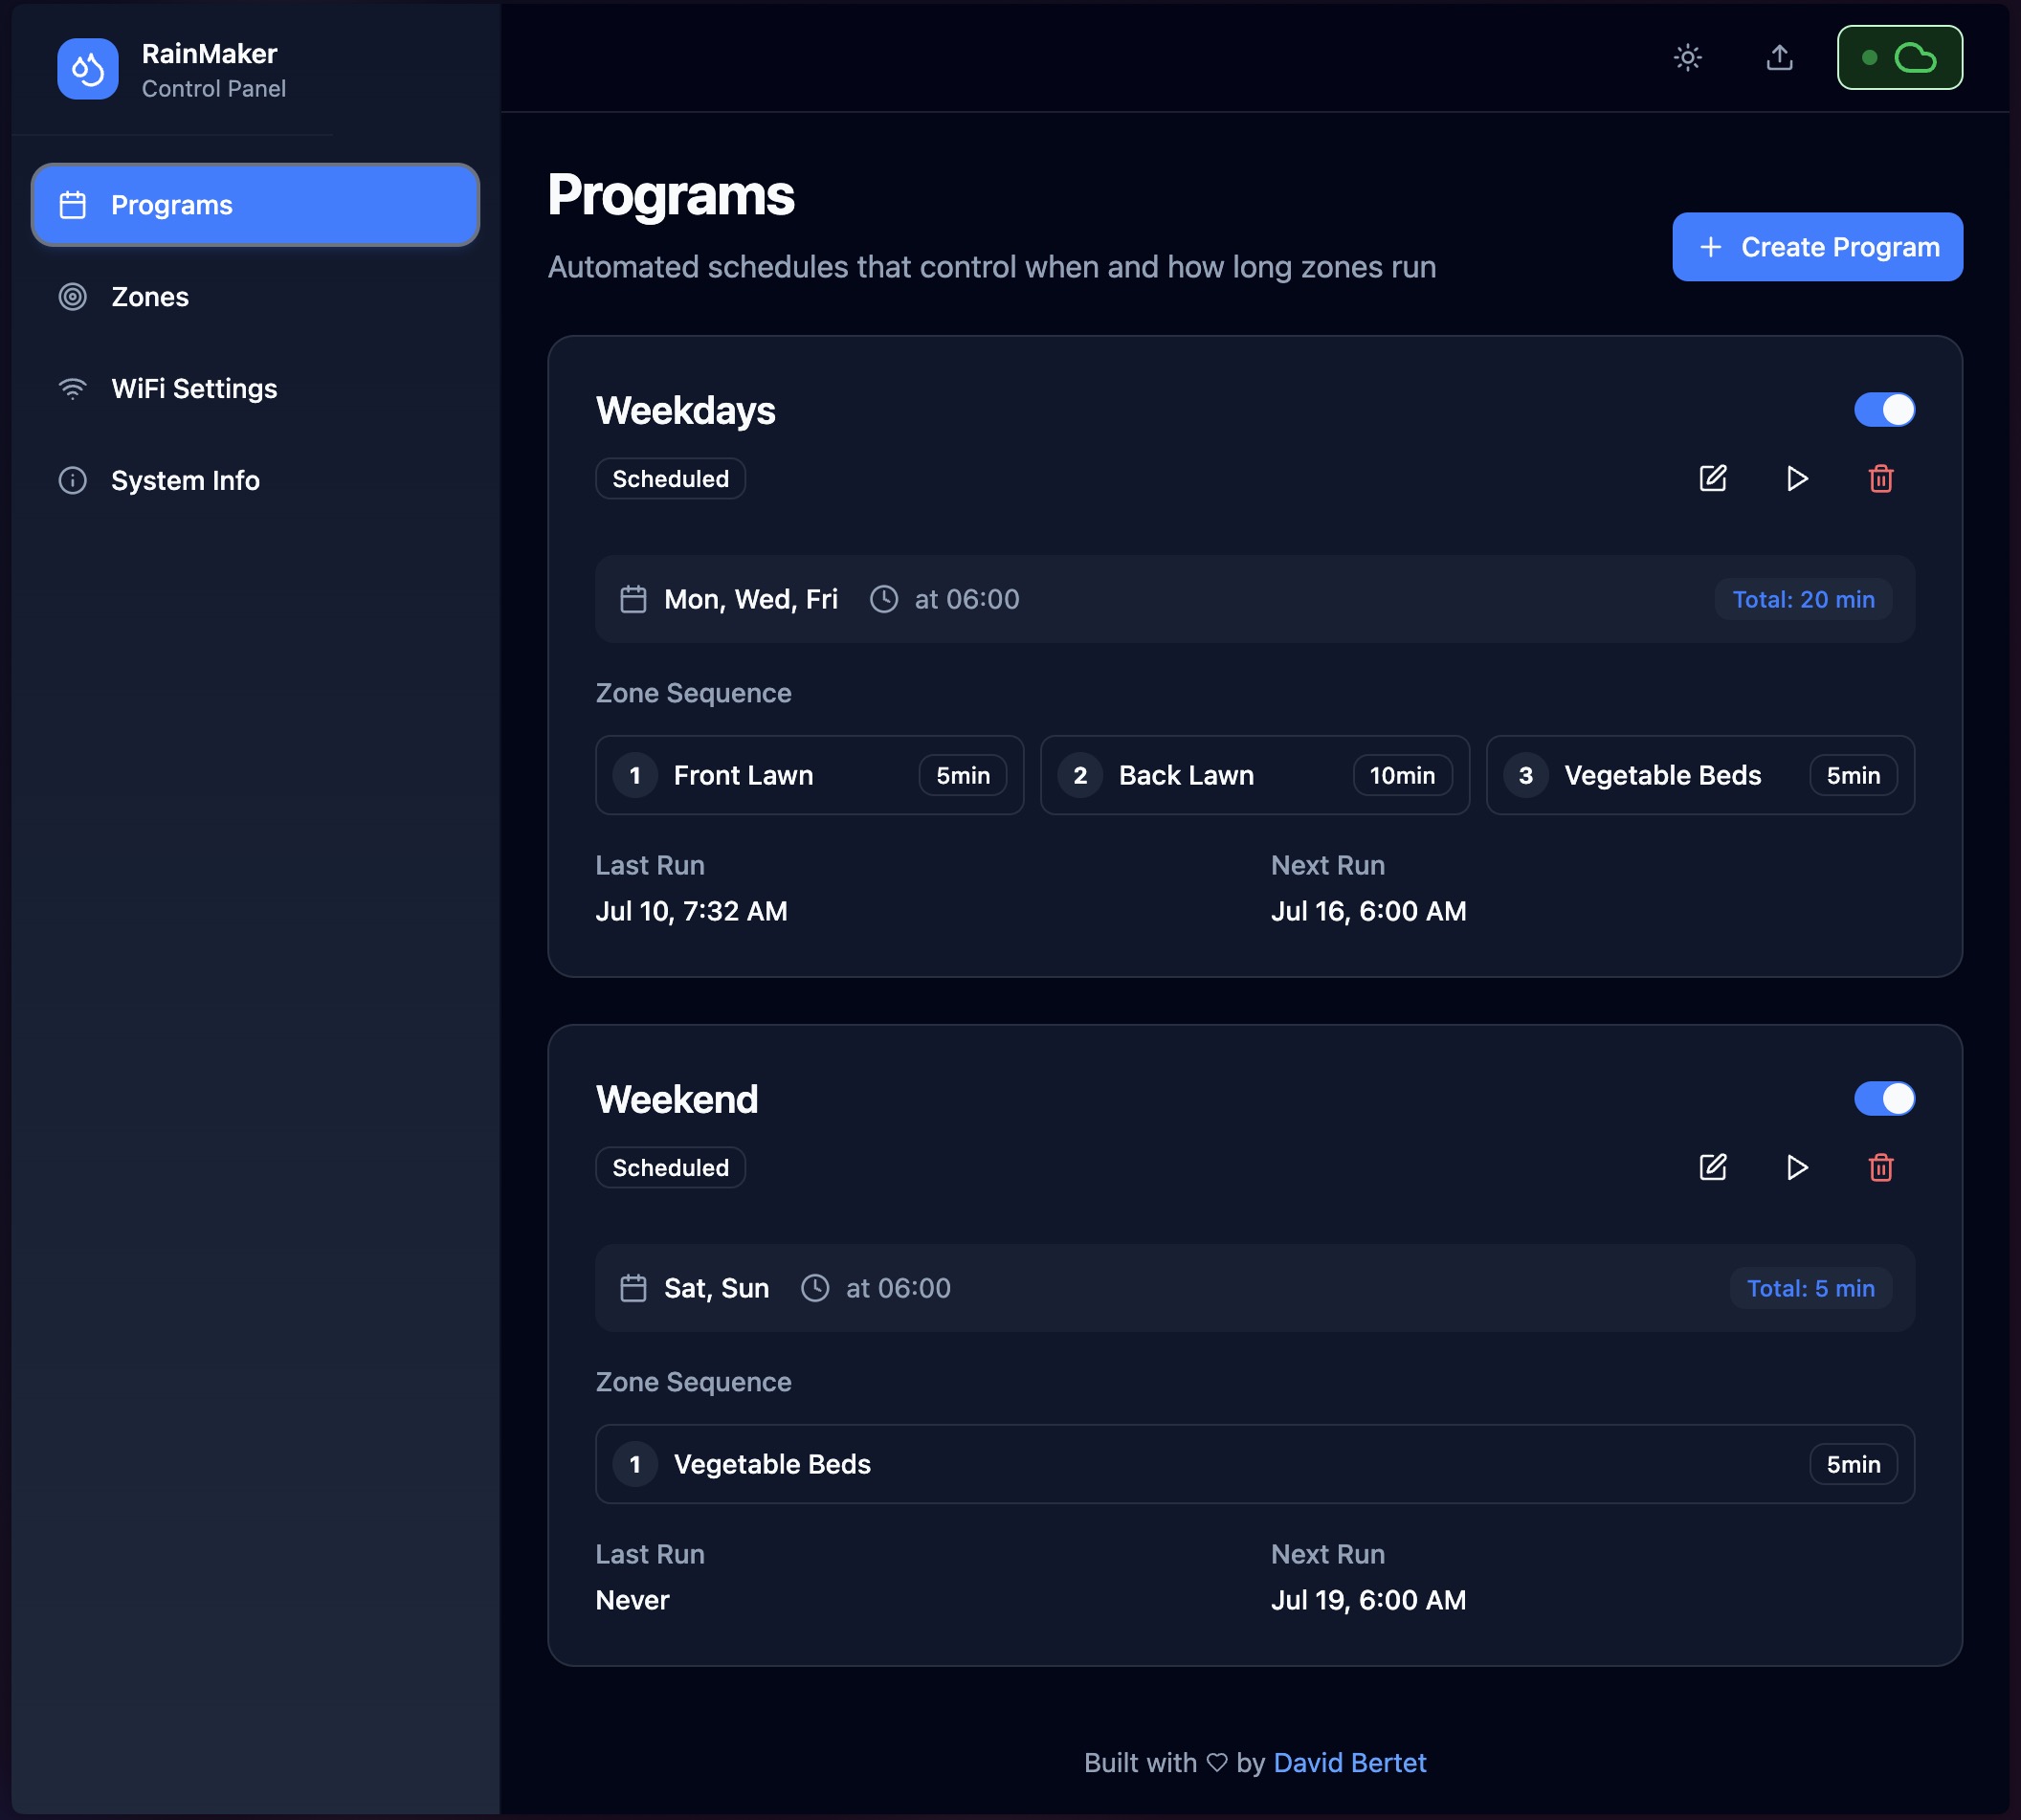 RainMaker
Control Panel
Programs
Zones
WiFi Settings
System Info
Programs
Automated schedules that control when and how long zones run
Create Program
Weekdays
Scheduled
Mon, Wed, Fri at 06:00 Total: 20 min
Zone Sequence
1 Front Lawn 5min 2 Back Lawn 10min 3 Vegetable Beds 5min
Last Run Next Run
Jul 10, 7:32 AM Jul 16, 6:00 AM
Weekend
Scheduled
Sat, Sun at 06:00 Total: 5 min
Zone Sequence
1 Vegetable Beds 5min
Last Run Next Run
Never Jul 19, 6:00 AM
Built with ♡ by David Bertet